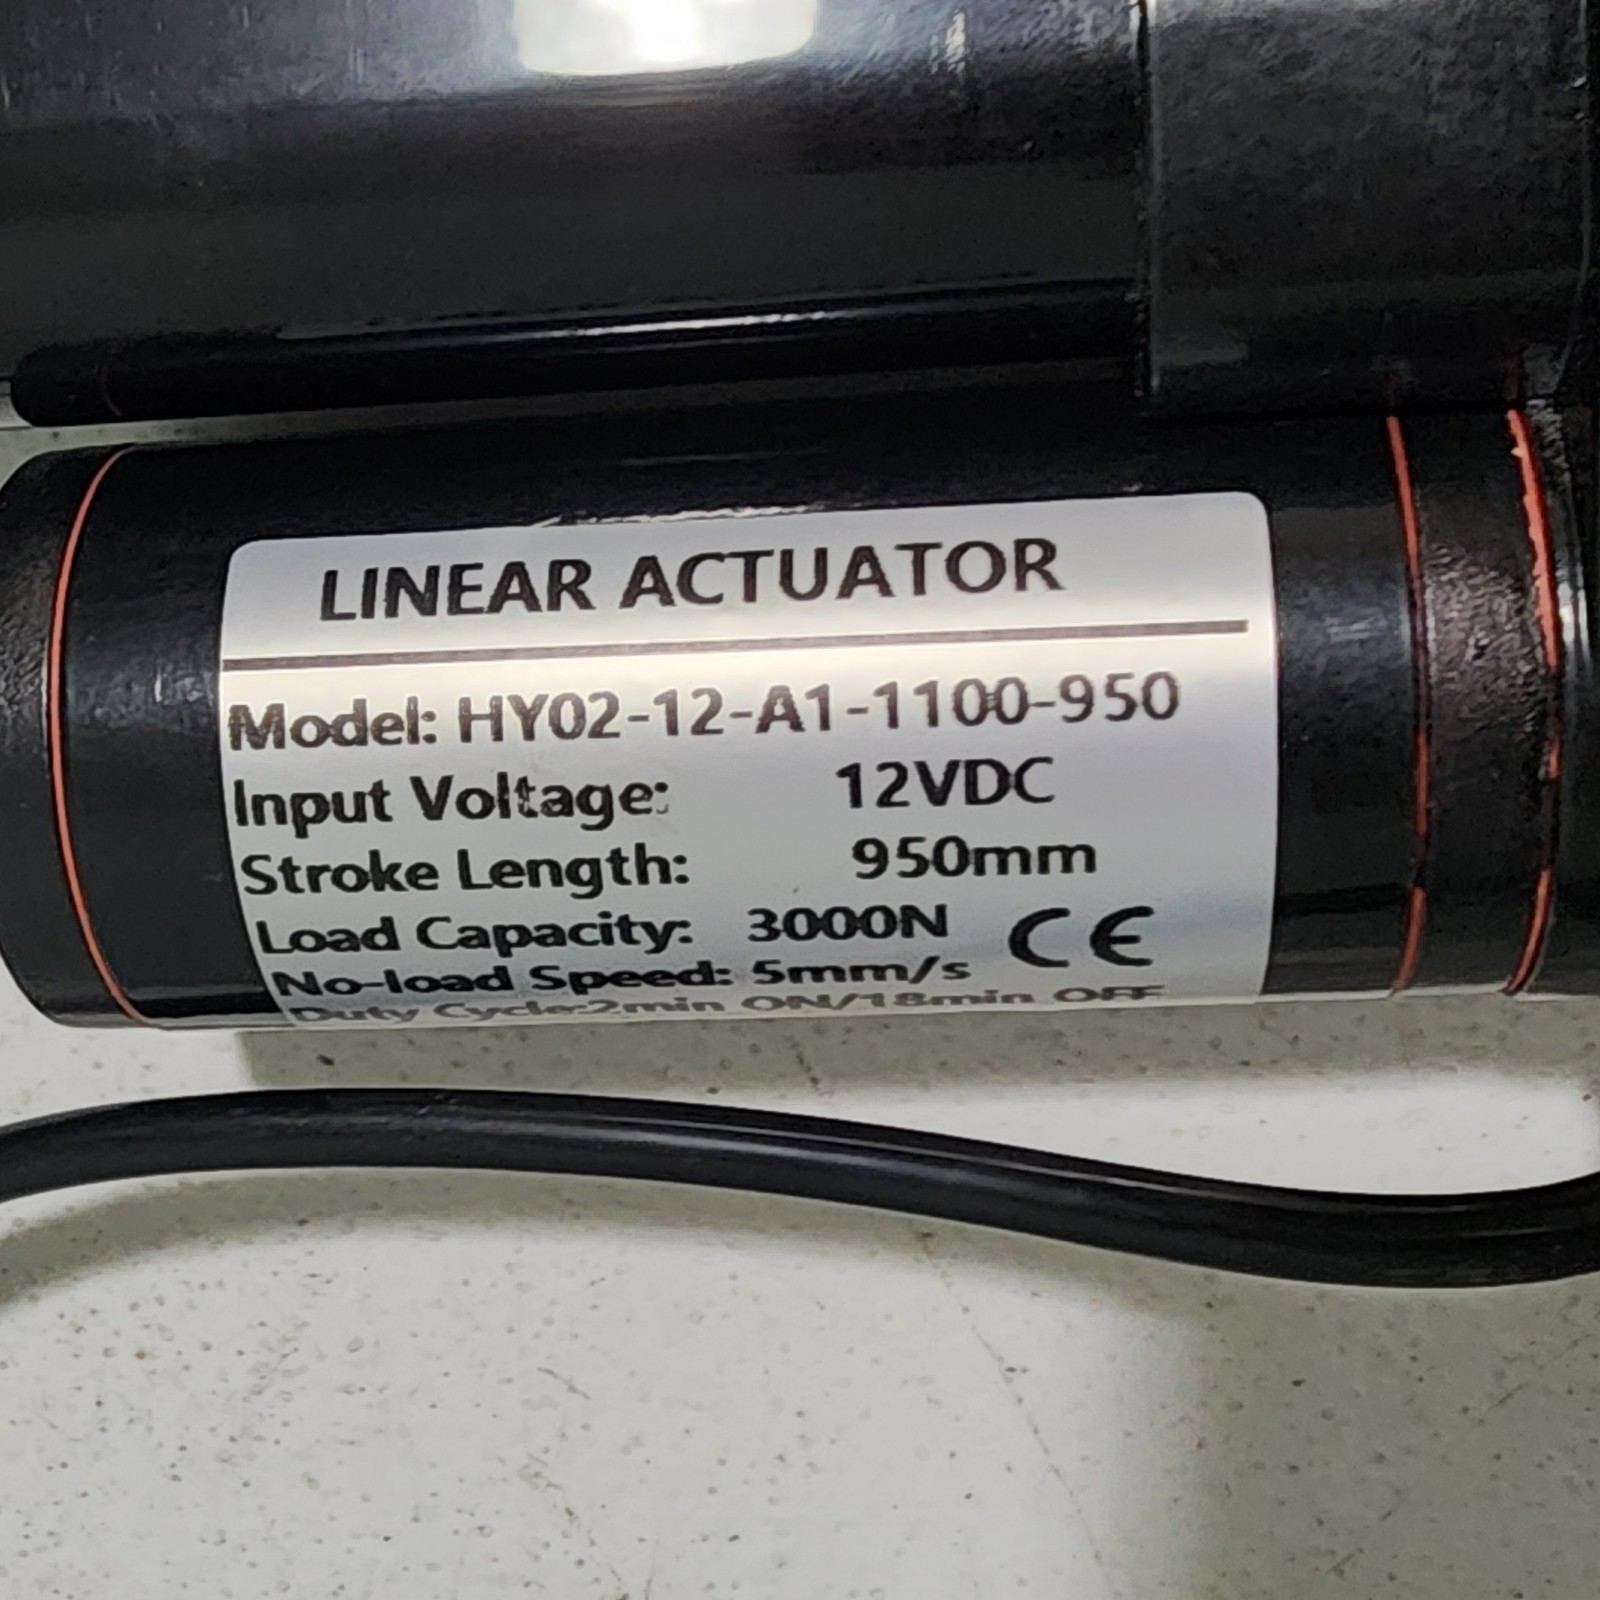 LINEAR ACTUATOR
Model: HY02-12-A1-1100-950
Input Voltage: 12VDC
Stroke Length: 950mm
Load Capacity: 3000N CE
No-load Speed: 5mm/s
Duty Cycle:2min ON/18min OFF